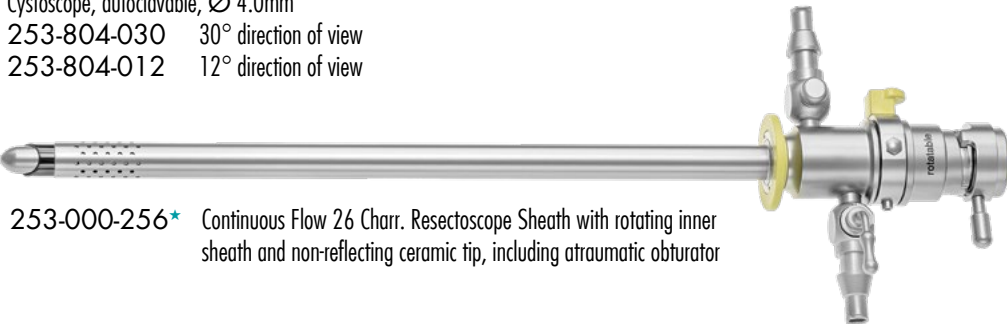 Cystoscope, autoclavable, Ø 4.0mm
253-804-030 30° direction of view
253-804-012 12° direction of view
rotatable
253-000-256★ Continuous Flow 26 Charr. Resectoscope Sheath with rotating inner
sheath and non-reflecting ceramic tip, including atraumatic obturator